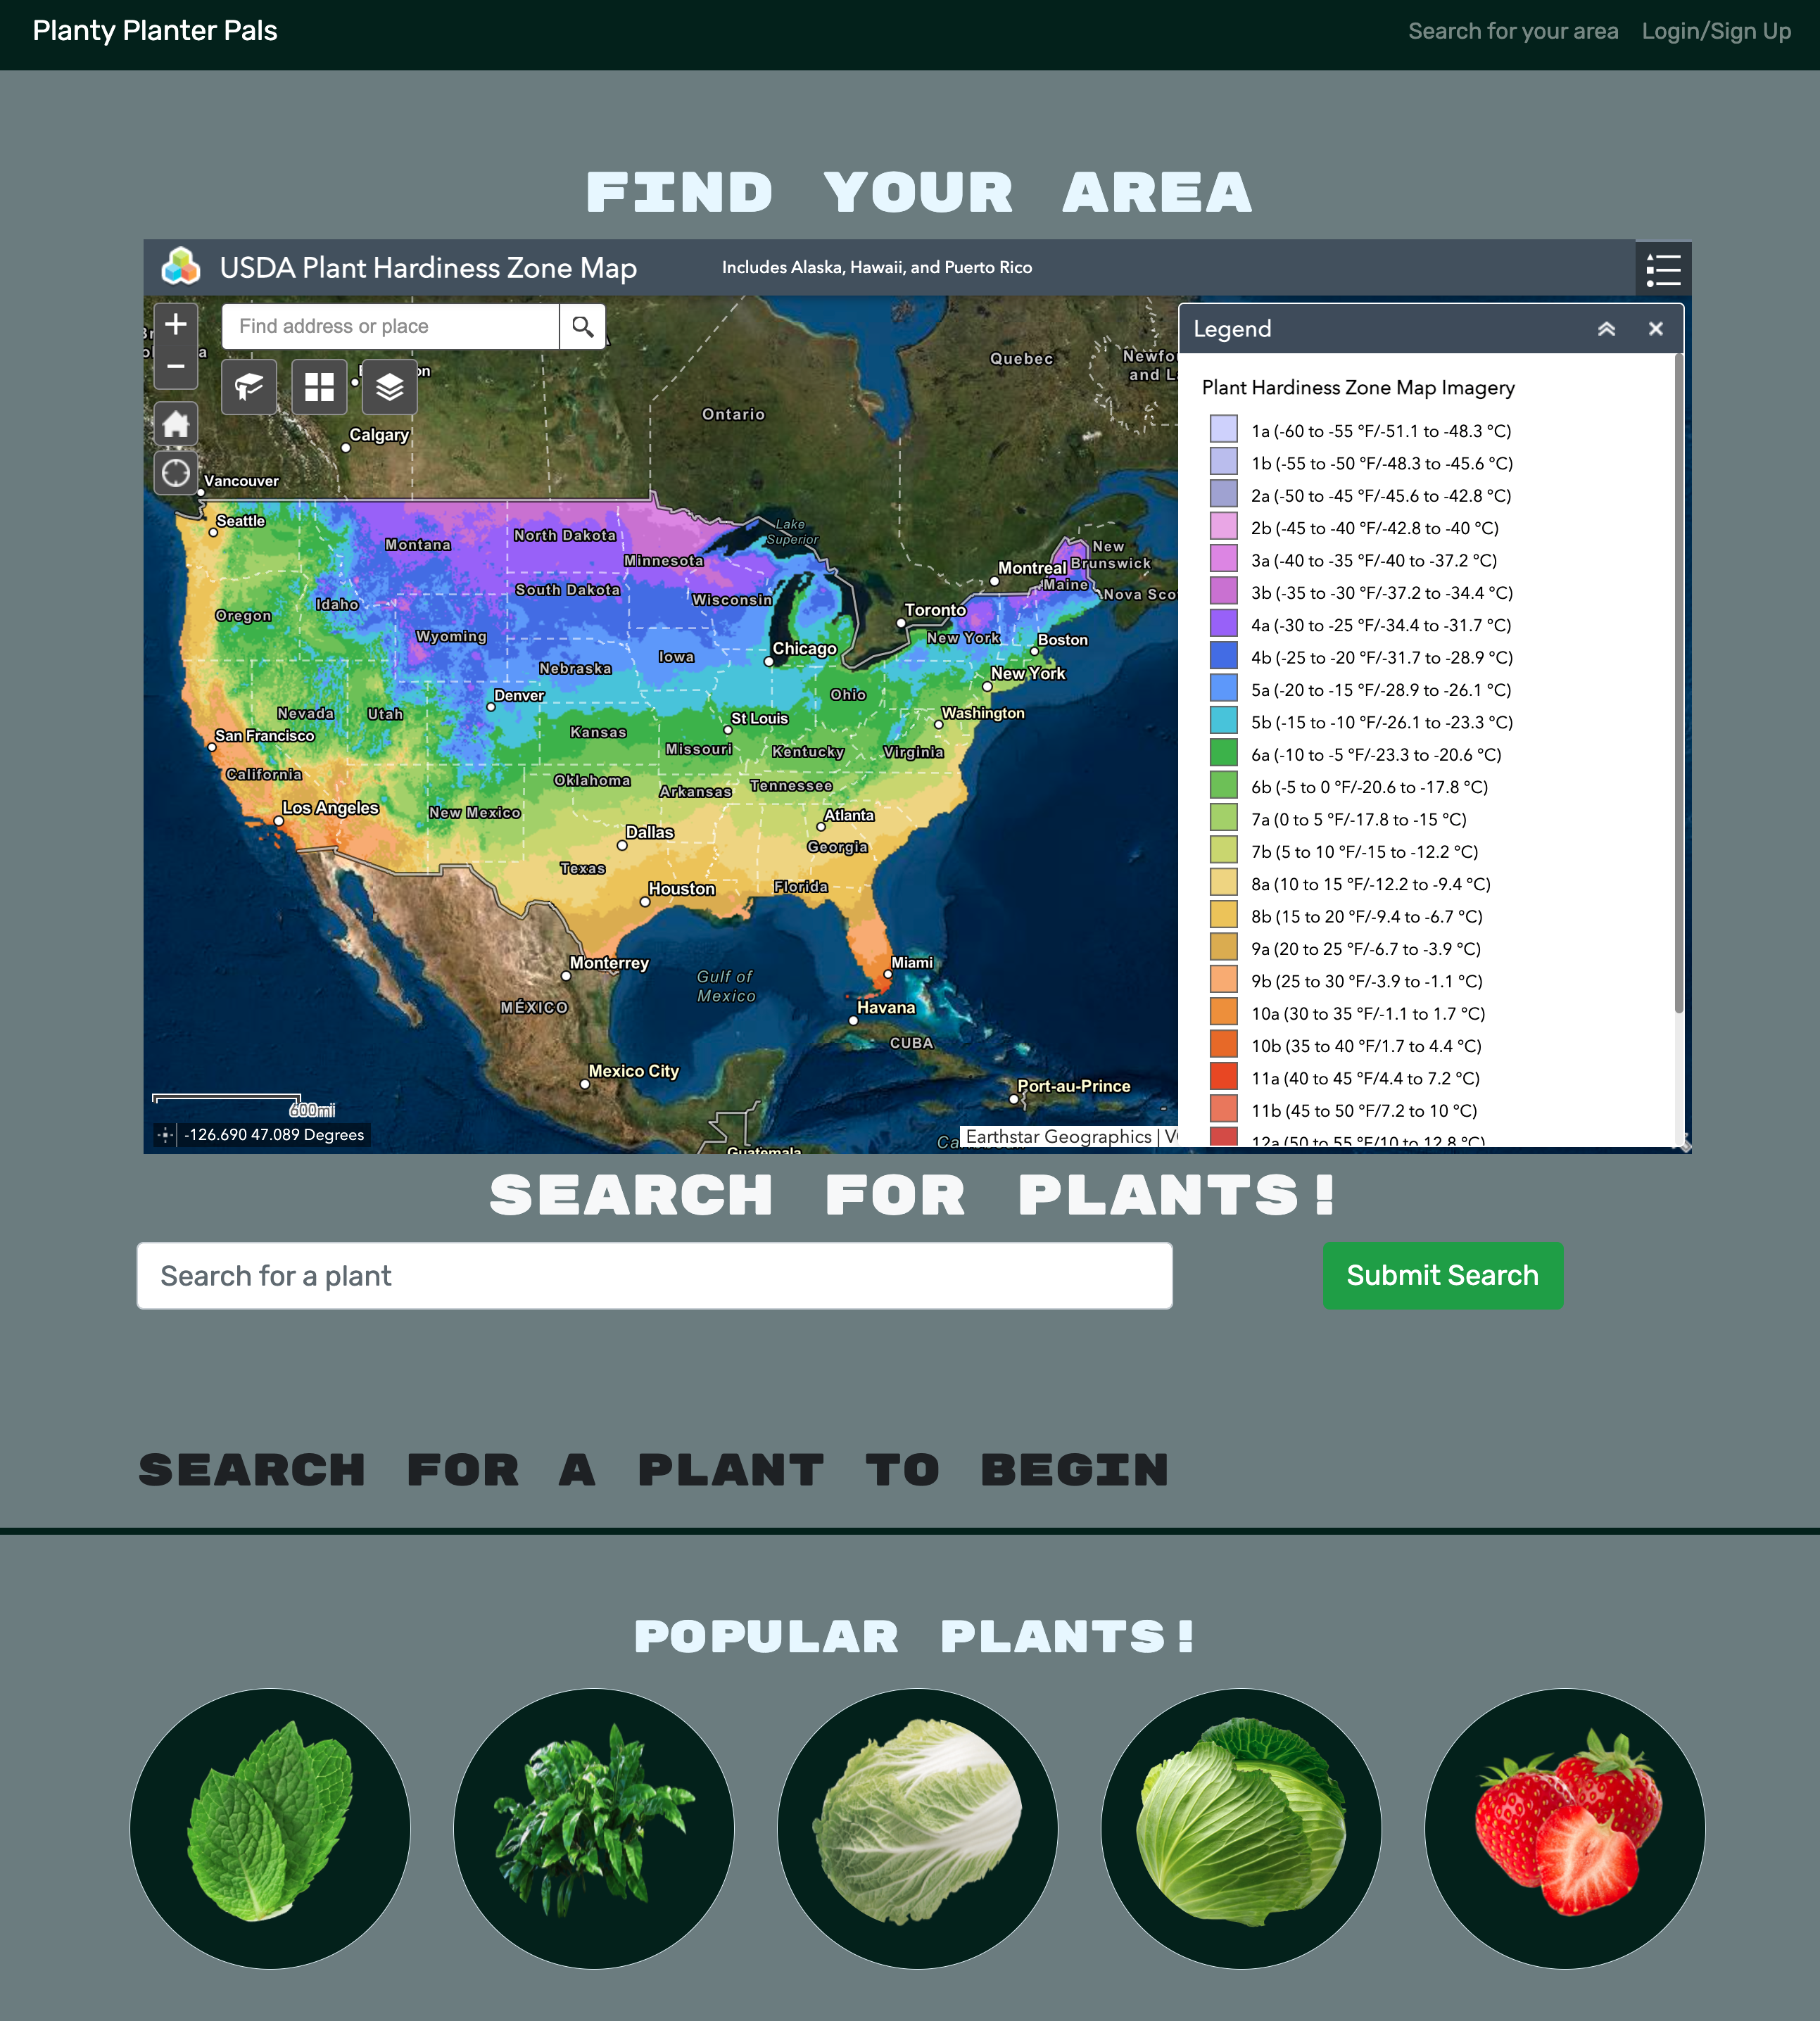 Planty Planter Pals
Search for your area
Login/Sign Up
FIND YOUR AREA
USDA Plant Hardiness Zone Map
Includes Alaska, Hawaii, and Puerto Rico
Find address or place
Legend
Plant Hardiness Zone Map Imagery
1a (-60 to -55 °F/-51.1 to -48.3 °C)
1b (-55 to -50 °F/-48.3 to -45.6 °C)
2a (-50 to -45 °F/-45.6 to -42.8 °C)
2b (-45 to -40 °F/-42.8 to -40 °C)
3a (-40 to -35 °F/-40 to -37.2 °C)
3b (-35 to -30 °F/-37.2 to -34.4 °C)
4a (-30 to -25 °F/-34.4 to -31.7 °C)
4b (-25 to -20 °F/-31.7 to -28.9 °C)
5a (-20 to -15 °F/-28.9 to -26.1 °C)
5b (-15 to -10 °F/-26.1 to -23.3 °C)
6a (-10 to -5 °F/-23.3 to -20.6 °C)
6b (-5 to 0 °F/-20.6 to -17.8 °C)
7a (0 to 5 °F/-17.8 to -15 °C)
7b (5 to 10 °F/-15 to -12.2 °C)
8a (10 to 15 °F/-12.2 to -9.4 °C)
8b (15 to 20 °F/-9.4 to -6.7 °C)
9a (20 to 25 °F/-6.7 to -3.9 °C)
9b (25 to 30 °F/-3.9 to -1.1 °C)
10a (30 to 35 °F/-1.1 to 1.7 °C)
10b (35 to 40 °F/1.7 to 4.4 °C)
11a (40 to 45 °F/4.4 to 7.2 °C)
11b (45 to 50 °F/7.2 to 10 °C)
12a (50 to 55 °F/10 to 12.8 °C)
Quebec
Newfo
and L
Ontario
Calgary
Vancouver
Seattle
Lake
Superior
Montana
North Dakota
Minnesota
New
Brunswick
Montreal
Maine
Nova Sco
South Dakota
Wisconsin
Idaho
Oregon
Toronto
Wyoming
New York
Boston
Chicago
Iowa
Nebraska
New York
Denver
Ohio
Nevada
Utah
Washington
St Louis
San Francisco
Kansas
Missouri
Kentucky
Virginia
California
Oklahoma
Tennessee
Arkansas
Los Angeles
New Mexico
Atlanta
Dallas
Georgia
Texas
Houston
Florida
Monterrey
Miami
Gulf of
Mexico
MÉXICO
Havana
CUBA
Mexico City
Port-au-Prince
600mi
-126.690 47.089 Degrees
Earthstar Geographics | V
Guatemala
SEARCH FOR PLANTS!
Search for a plant
Submit Search
SEARCH FOR A PLANT TO BEGIN
POPULAR PLANTS!